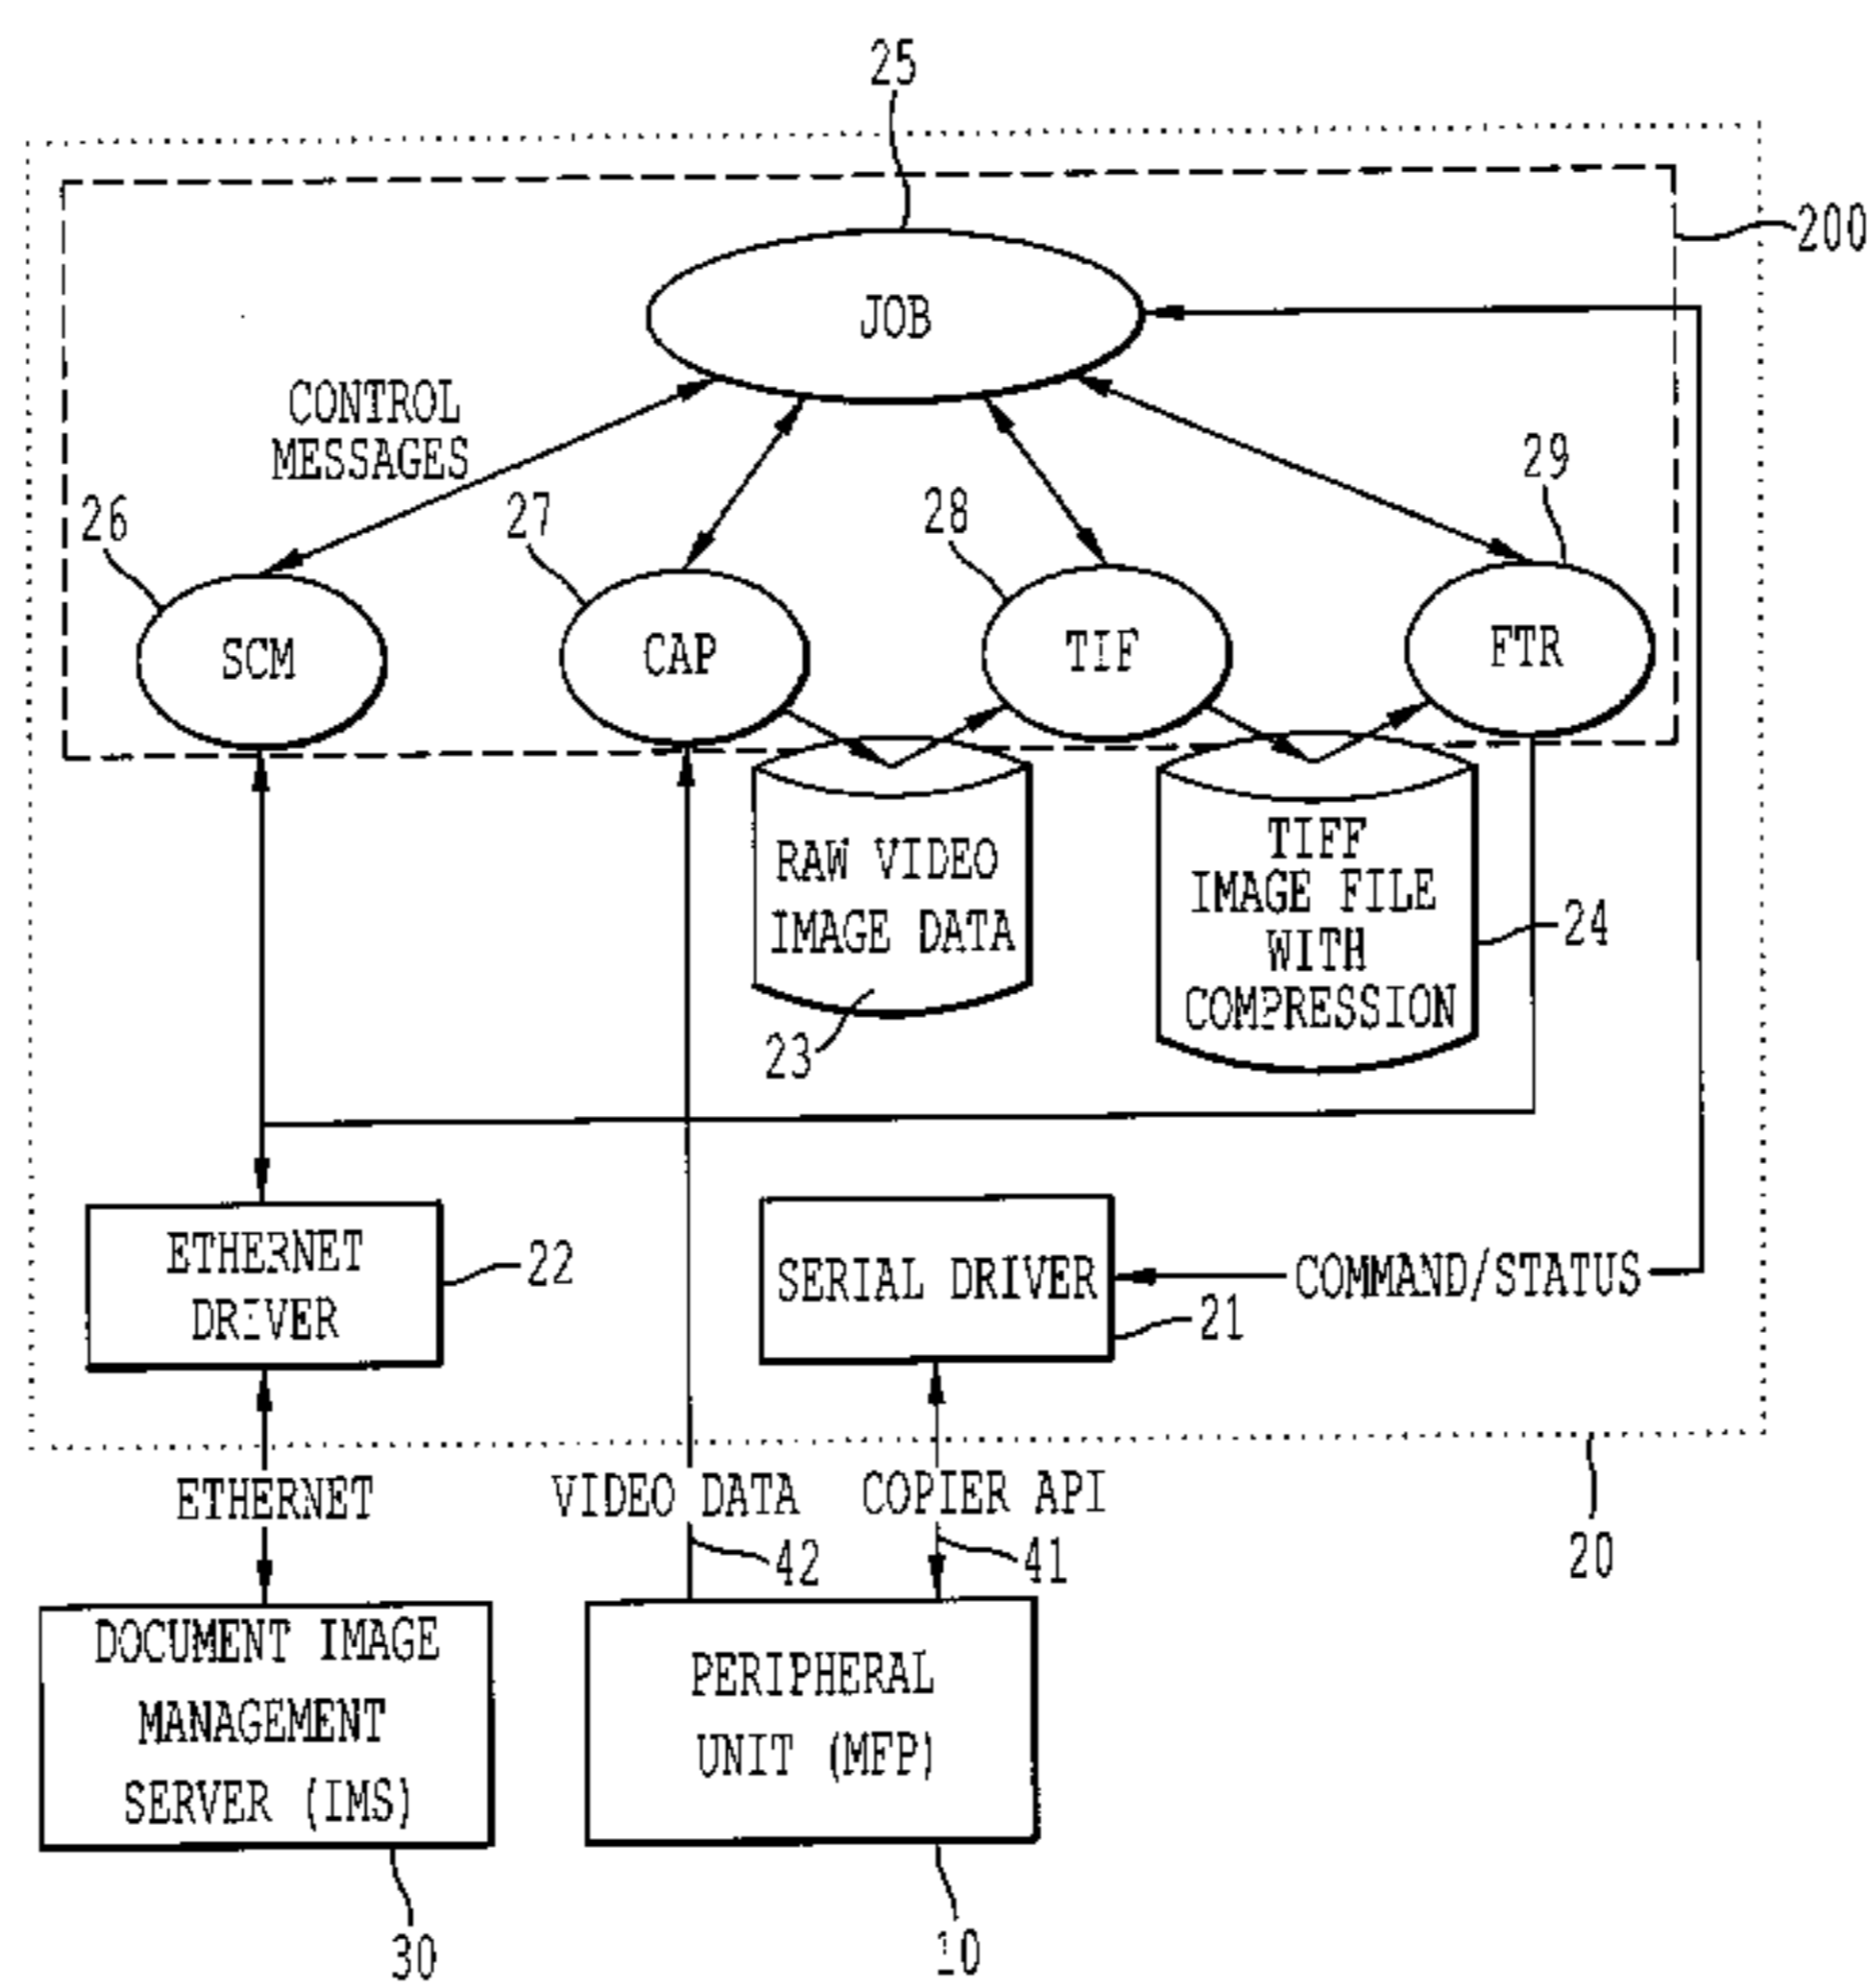 25
200
JOB
CONTROL
MESSAGES
26
27
28
29
SCM
CAP
TIF
FTR
RAW VIDEO
IMAGE DATA
23
TIFF
IMAGE FILE
WITH
COMPRESSION
24
ETHERNET
DRIVER
22
SERIAL DRIVER
21
COMMAND/STATUS
ETHERNET
VIDEO DATA
42
COPIER API
41
20
DOCUMENT IMAGE
MANAGEMENT
SERVER (IMS)
30
PERIPHERAL
UNIT (MFP)
10